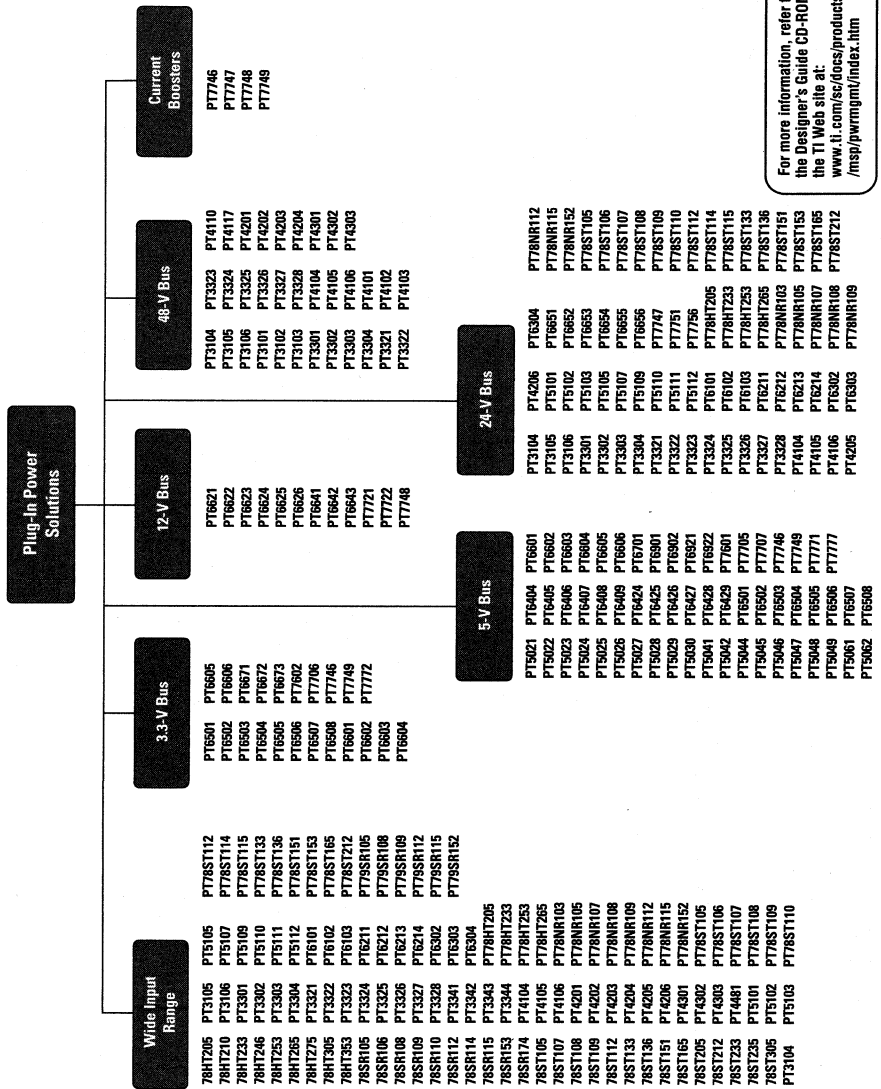 Plug-In Power
Solutions
Wide Input
Range
78HT205 PT3105 PT5105 PT78ST112
78HT210 PT3106 PT5107 PT78ST114
78HT233 PT3301 PT5109 PT78ST115
78HT246 PT3302 PT5110 PT78ST133
78HT253 PT3303 PT5111 PT78ST136
78HT265 PT3304 PT5112 PT78ST151
78HT275 PT3321 PT6101 PT78ST153
78HT305 PT3322 PT6102 PT78ST165
78HT353 PT3323 PT6103 PT78ST212
78SR105 PT3324 PT6211 PT79SR105
78SR106 PT3325 PT6212 PT79SR108
78SR108 PT3326 PT6213 PT79SR109
78SR109 PT3327 PT6214 PT79SR112
78SR110 PT3328 PT6302 PT79SR115
78SR112 PT3341 PT6303 PT79SR152
78SR114 PT3342 PT6304
78SR115 PT3343 PT78HT205
78SR153 PT3344 PT78HT233
78SR174 PT4104 PT78HT253
78ST105 PT4105 PT78HT265
78ST107 PT4106 PT78NR103
78ST108 PT4201 PT78NR105
78ST109 PT4202 PT78NR107
78ST112 PT4203 PT78NR108
78ST133 PT4204 PT78NR109
78ST136 PT4205 PT78NR112
78ST151 PT4206 PT78NR115
78ST165 PT4301 PT78NR152
78ST205 PT4302 PT78ST105
78ST212 PT4303 PT78ST106
78ST233 PT4481 PT78ST107
78ST235 PT5101 PT78ST108
78ST305 PT5102 PT78ST109
PT3104 PT5103 PT78ST110
3.3-V Bus
PT6501 PT6605
PT6502 PT6606
PT6503 PT6671
PT6504 PT6672
PT6505 PT6673
PT6506 PT7602
PT6507 PT7706
PT6508 PT7746
PT6601 PT7749
PT6602 PT7772
PT6603
PT6604
12-V Bus
PT6621
PT6622
PT6623
PT6624
PT6625
PT6626
PT6641
PT6642
PT6643
PT7721
PT7722
PT7748
48-V Bus
PT3104 PT3323 PT4110
PT3105 PT3324 PT4117
PT3106 PT3325 PT4201
PT3101 PT3326 PT4202
PT3102 PT3327 PT4203
PT3103 PT3328 PT4204
PT3301 PT4104 PT4301
PT3302 PT4105 PT4302
PT3303 PT4106 PT4303
PT3304 PT4101
PT3321 PT4102
PT3322 PT4103
Current
Boosters
PT7746
PT7747
PT7748
PT7749
5-V Bus
PT5021 PT6404 PT6601
PT5022 PT6405 PT6602
PT5023 PT6406 PT6603
PT5024 PT6407 PT6604
PT5025 PT6408 PT6605
PT5026 PT6409 PT6606
PT5027 PT6424 PT6701
PT5028 PT6425 PT6901
PT5029 PT6426 PT6902
PT5030 PT6427 PT6921
PT5041 PT6428 PT6922
PT5042 PT6429 PT7601
PT5044 PT6501 PT7705
PT5045 PT6502 PT7707
PT5046 PT6503 PT7746
PT5047 PT6504 PT7749
PT5048 PT6505 PT7771
PT5049 PT6506 PT7777
PT5061 PT6507
PT5062 PT6508
24-V Bus
PT3104 PT4206 PT6304 PT78NR112
PT3105 PT5101 PT6651 PT78NR115
PT3106 PT5102 PT6652 PT78NR152
PT3301 PT5103 PT6653 PT78ST105
PT3302 PT5105 PT6654 PT78ST106
PT3303 PT5107 PT6655 PT78ST107
PT3304 PT5109 PT6656 PT78ST108
PT3321 PT5110 PT7747 PT78ST109
PT3322 PT5111 PT7751 PT78ST110
PT3323 PT5112 PT7756 PT78ST112
PT3324 PT6101 PT78HT205 PT78ST114
PT3325 PT6102 PT78HT233 PT78ST115
PT3326 PT6103 PT78HT253 PT78ST133
PT3327 PT6211 PT78HT265 PT78ST136
PT3328 PT6212 PT78NR103 PT78ST151
PT4104 PT6213 PT78NR105 PT78ST153
PT4105 PT6214 PT78NR107 PT78ST165
PT4106 PT6302 PT78NR108 PT78ST212
PT4205 PT6303 PT78NR109
For more information, refer
the Designer's Guide CD-ROM
the TI Web site at:
www.ti.com/sc/docs/products
/msp/pwrmgmt/index.htm